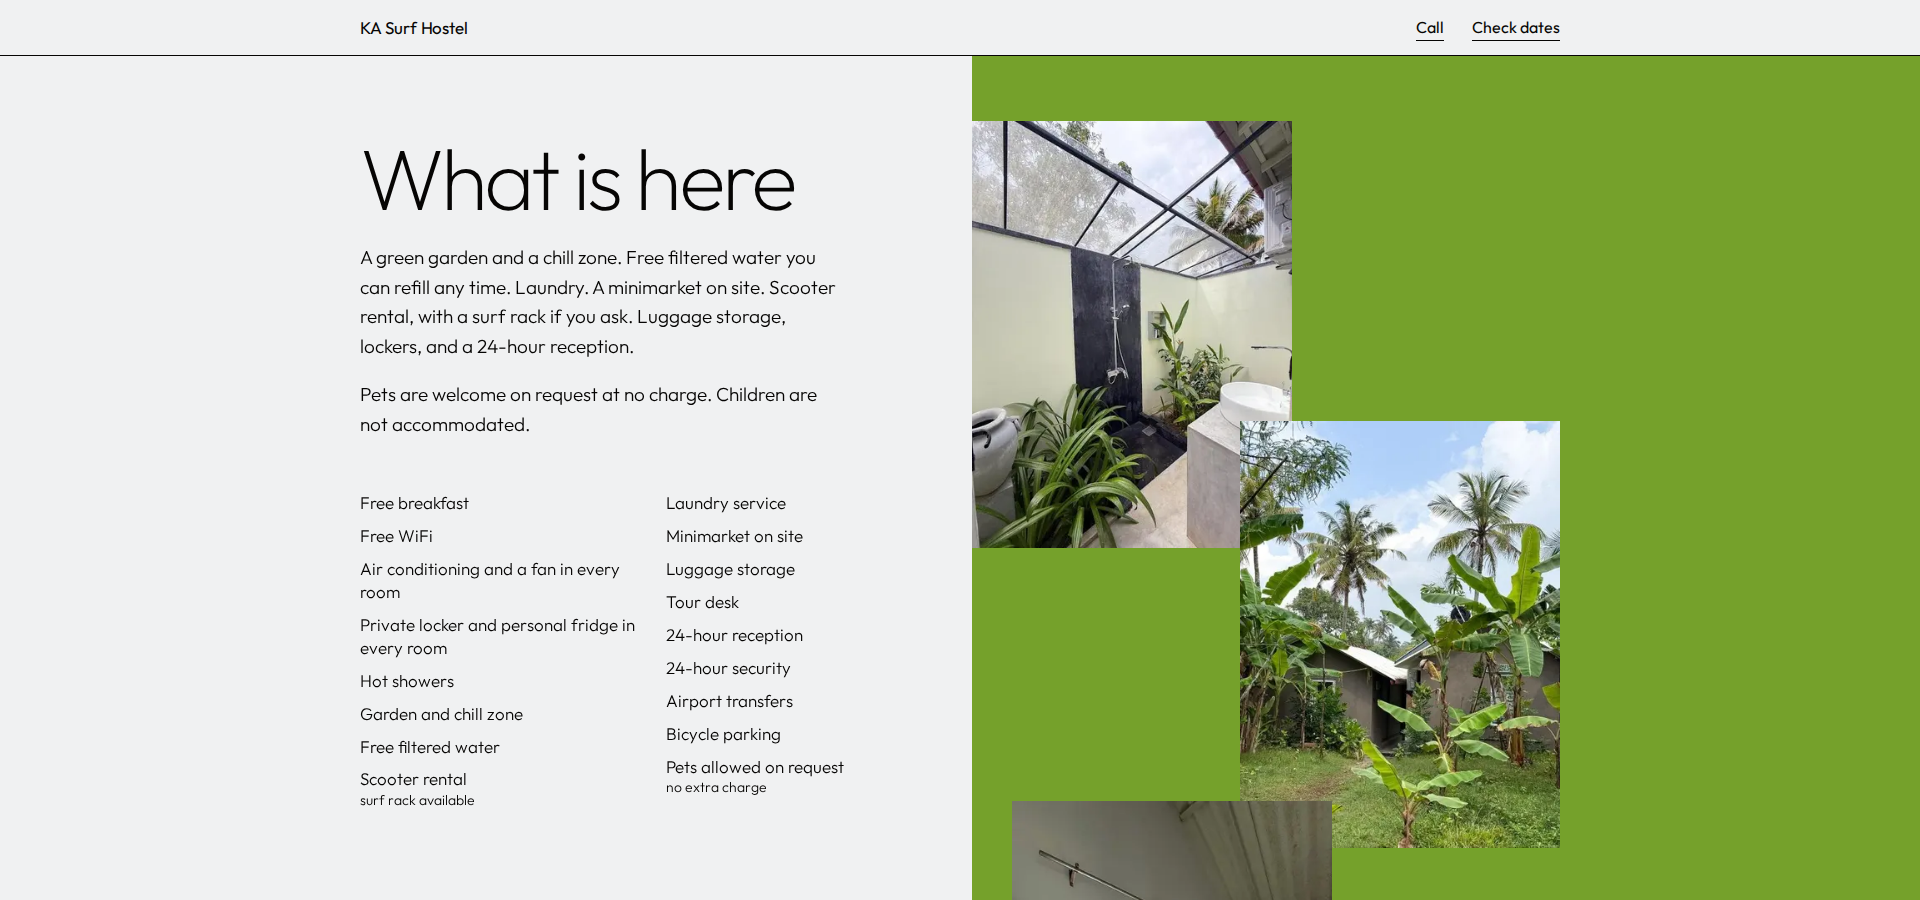 KA Surf Hostel
Call
Check dates
What is here
A green garden and a chill zone. Free filtered water you
can refill any time. Laundry. A minimarket on site. Scooter
rental, with a surf rack if you ask. Luggage storage,
lockers, and a 24-hour reception.
Pets are welcome on request at no charge. Children are
not accommodated.
Free breakfast
Free WiFi
Air conditioning and a fan in every
room
Private locker and personal fridge in
every room
Hot showers
Garden and chill zone
Free filtered water
Scooter rental
surf rack available
Laundry service
Minimarket on site
Luggage storage
Tour desk
24-hour reception
24-hour security
Airport transfers
Bicycle parking
Pets allowed on request
no extra charge